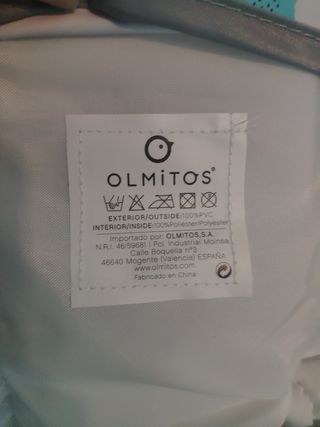 OLMiTOS®
EXTERIOR/OUTSIDE:100%PVC
INTERIOR/INSIDE:100%Poliester/Polyester
Importado por: OLMITOS,S.A.
N.R.I. 46/59681 | Pol. Industrial Moinsa
Calle Boquella nº3
46640 Mogente (Valencia) ESPAÑA
www.olmitos.com
Fabricado en China